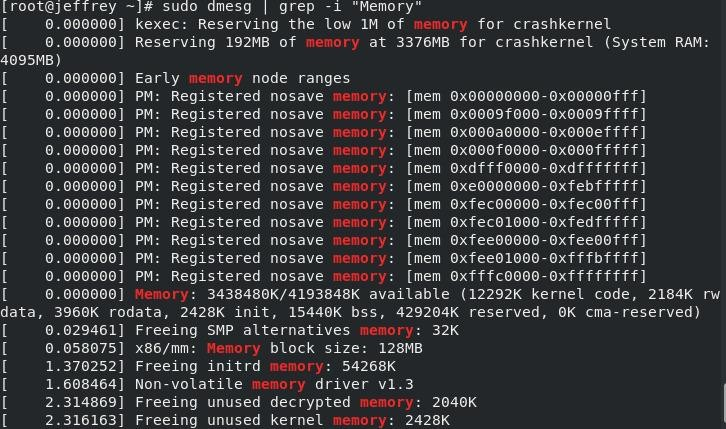 [root@jeffrey ~]# sudo dmesg | grep -i "Memory"
[    0.000000] kexec: Reserving the low 1M of memory for crashkernel
[    0.000000] Reserving 192MB of memory at 3376MB for crashkernel (System RAM:
4095MB)
[    0.000000] Early memory node ranges
[    0.000000] PM: Registered nosave memory: [mem 0x00000000-0x00000fff]
[    0.000000] PM: Registered nosave memory: [mem 0x0009f000-0x0009ffff]
[    0.000000] PM: Registered nosave memory: [mem 0x000a0000-0x000effff]
[    0.000000] PM: Registered nosave memory: [mem 0x000f0000-0x000fffff]
[    0.000000] PM: Registered nosave memory: [mem 0xdfff0000-0xdfffffff]
[    0.000000] PM: Registered nosave memory: [mem 0xe0000000-0xfebfffff]
[    0.000000] PM: Registered nosave memory: [mem 0xfec00000-0xfec00fff]
[    0.000000] PM: Registered nosave memory: [mem 0xfec01000-0xfedfffff]
[    0.000000] PM: Registered nosave memory: [mem 0xfee00000-0xfee00fff]
[    0.000000] PM: Registered nosave memory: [mem 0xfee01000-0xfffbffff]
[    0.000000] PM: Registered nosave memory: [mem 0xfffc0000-0xffffffff]
[    0.000000] Memory: 3438480K/4193848K available (12292K kernel code, 2184K rw
data, 3960K rodata, 2428K init, 15440K bss, 429204K reserved, 0K cma-reserved)
[    0.029461] Freeing SMP alternatives memory: 32K
[    0.058075] x86/mm: Memory block size: 128MB
[    1.370252] Freeing initrd memory: 54268K
[    1.608464] Non-volatile memory driver v1.3
[    2.314869] Freeing unused decrypted memory: 2040K
[    2.316163] Freeing unused kernel memory: 2428K